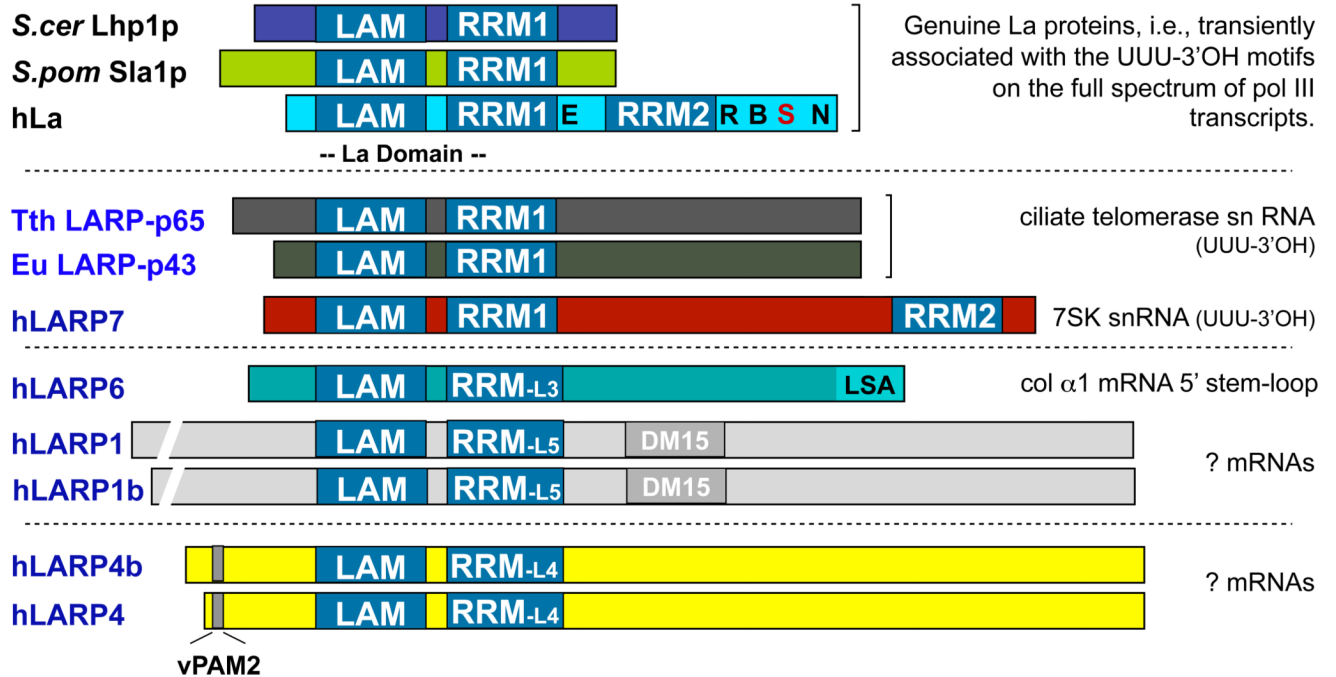 S.cer Lhp1p LAM RRM1
S.pom Sla1p LAM RRM1
hLa LAM RRM1 E RRM2 R B S N
-- La Domain --
Genuine La proteins, i.e., transiently
associated with the UUU-3’OH motifs
on the full spectrum of pol III
transcripts.
Tth LARP-p65 LAM RRM1
Eu LARP-p43 LAM RRM1
ciliate telomerase sn RNA
(UUU-3’OH)
hLARP7 LAM RRM1 RRM2 7SK snRNA (UUU-3’OH)
hLARP6 LAM RRM-L3 LSA col α1 mRNA 5’ stem-loop
hLARP1 LAM RRM-L5 DM15
hLARP1b LAM RRM-L5 DM15
? mRNAs
hLARP4b LAM RRM-L4
hLARP4 LAM RRM-L4
? mRNAs
vPAM2